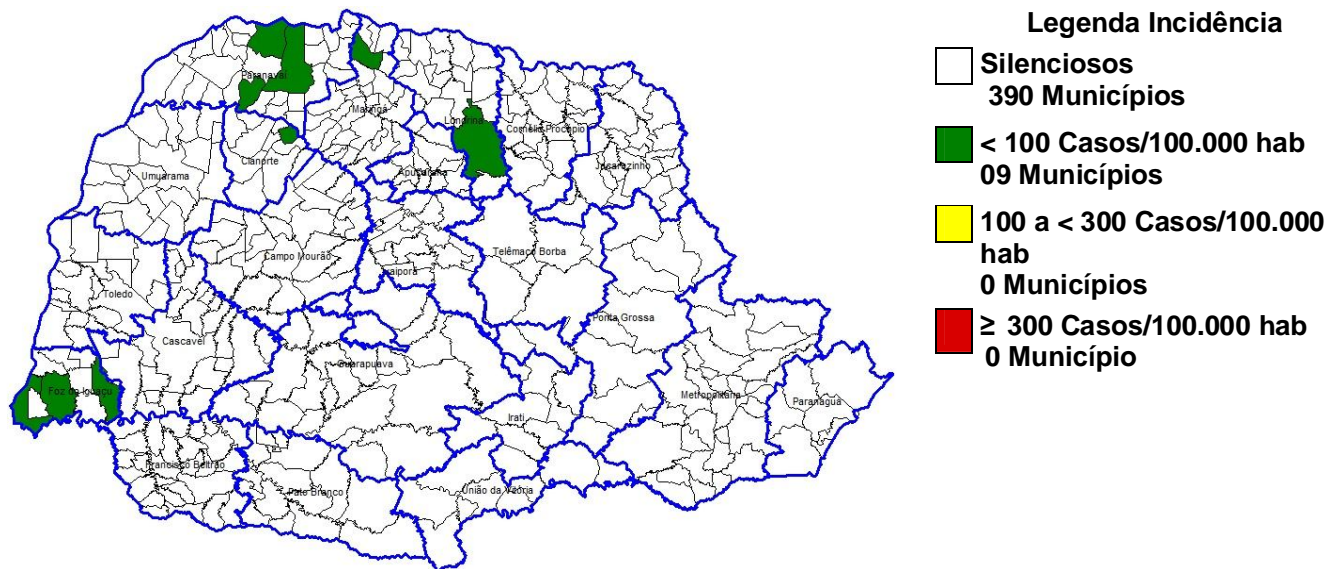 Legenda Incidência
Silenciosos
390 Municípios
< 100 Casos/100.000 hab
09 Municípios
100 a < 300 Casos/100.000
hab
0 Municípios
≥ 300 Casos/100.000 hab
0 Município
Paranavaí
Maringá
Londrina
Cornélio Procópio
Jacarezinho
Cianorte
Umuarama
Apucarana
Campo Mourão
Telêmaco Borba
Ivaiporã
Toledo
Ponta Grossa
Cascavel
Guarapuava
Foz do Iguaçu
Metropolitana
Paranaguá
Irati
Francisco Beltrão
Pato Branco
União da Vitória